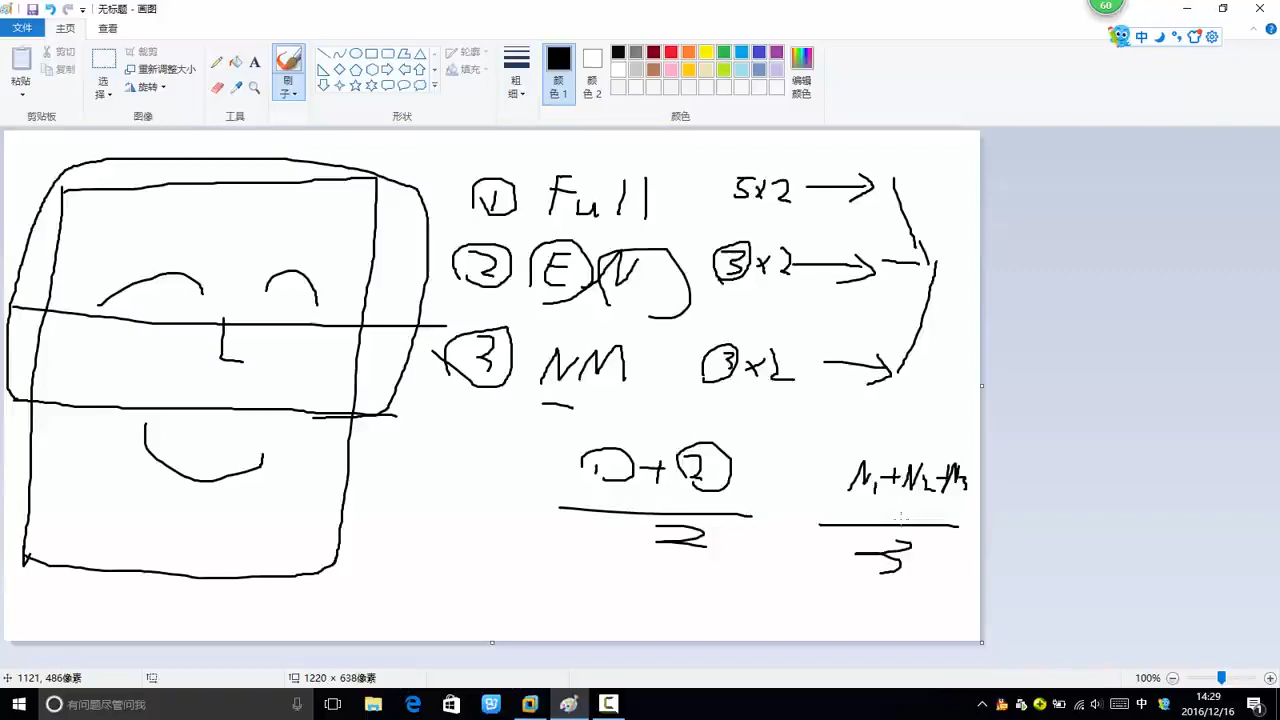 无标题 - 画图
60
文件 主页 查看
中
粘贴
剪切
复制
剪贴板
选择
裁剪
重新调整大小
旋转
图像
A
工具
刷子
形状
轮廓
填充
粗细
颜色 1
颜色 2
编辑颜色
颜色
① Full 5×2
② EN ③×2
③ NM ③×2
①+②
2
N1+N2+N3
3
1121, 486像素
1220 × 638像素
100%
有问题尽管问我
中
14:29
2016/12/16